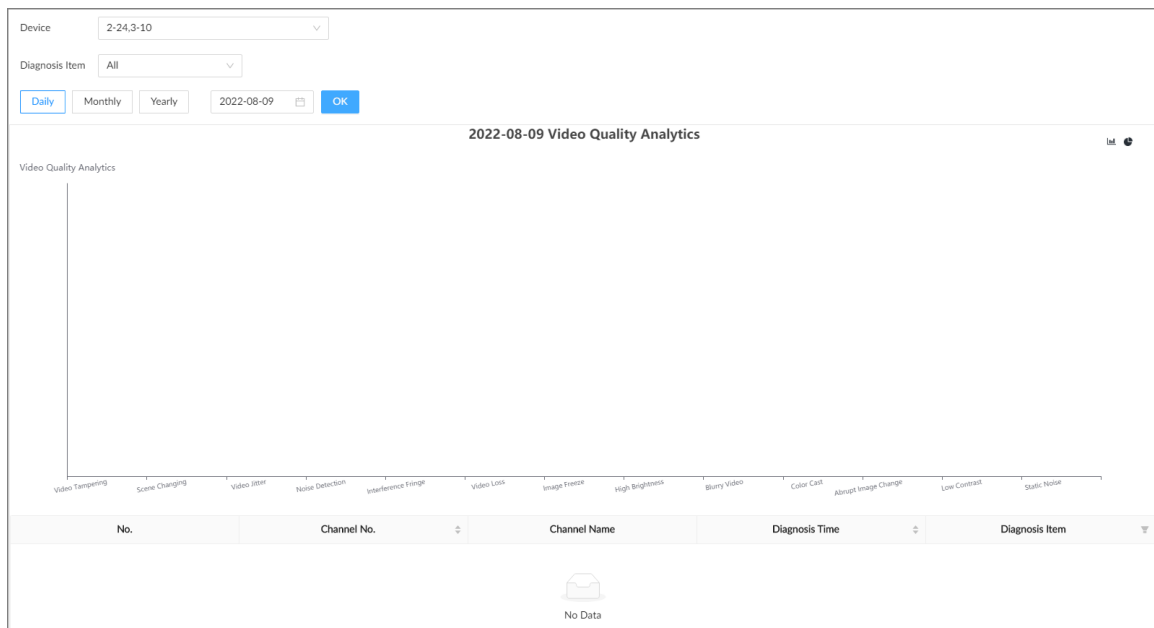 Device 2-24,3-10
Diagnosis Item All
Daily Monthly Yearly 2022-08-09 OK
2022-08-09 Video Quality Analytics
Video Quality Analytics
Video Tampering Scene Changing Video Jitter Noise Detection Interference Fringe Video Loss Image Freeze High Brightness Blurry Video Color Cast Abrupt Image Change Low Contrast Static Noise
No. Channel No. Channel Name Diagnosis Time Diagnosis Item
No Data